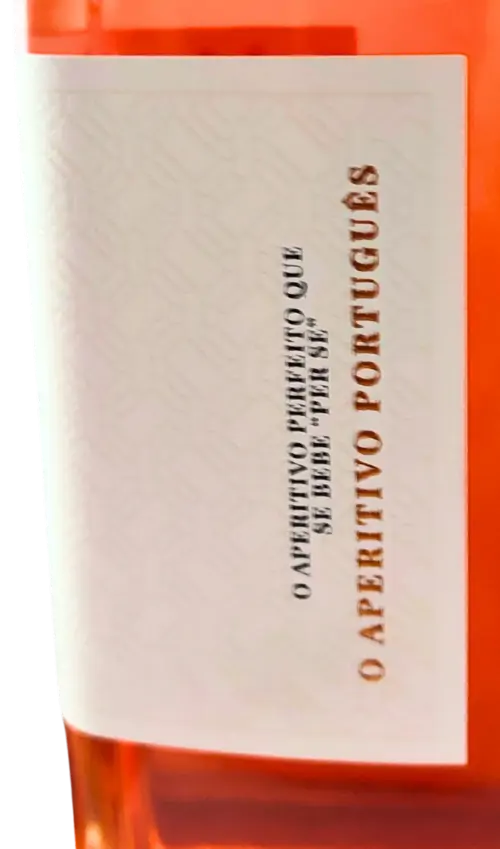 O APERITIVO PERFEITO QUE
SE BEBE "PER SE"
O APERITIVO PORTUGUÊS